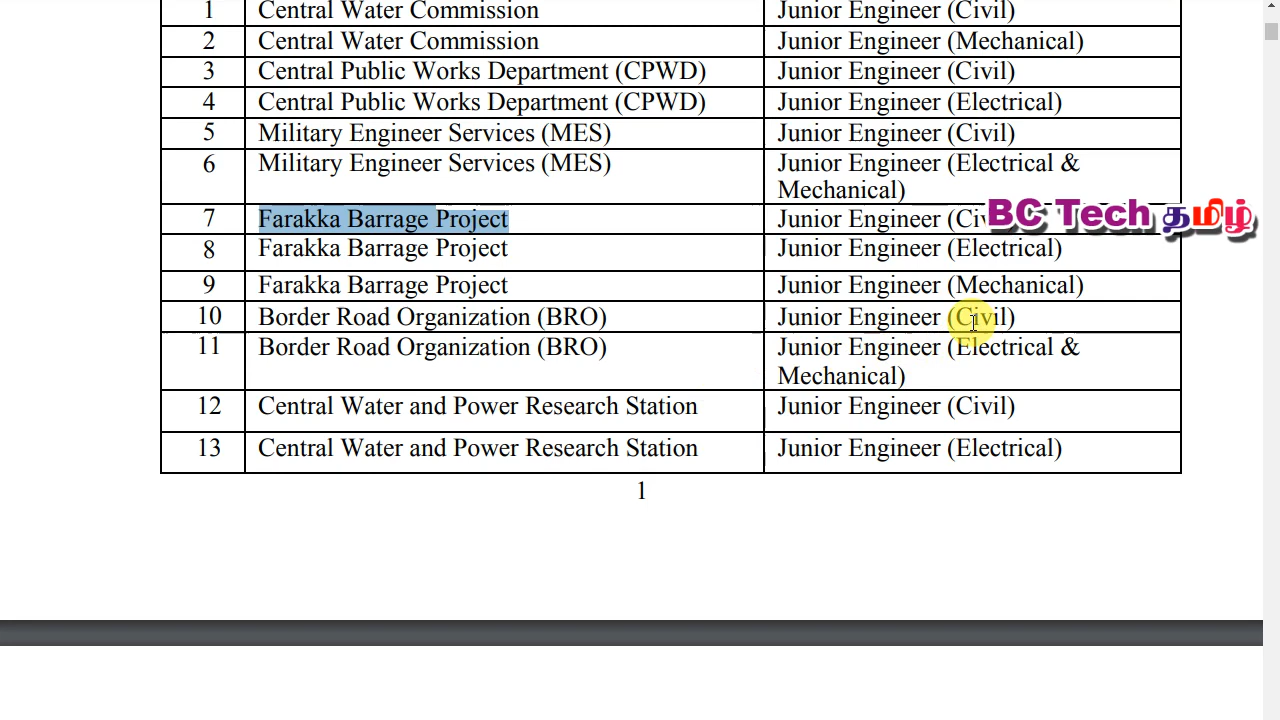 1 Central Water Commission Junior Engineer (Civil)
2 Central Water Commission Junior Engineer (Mechanical)
3 Central Public Works Department (CPWD) Junior Engineer (Civil)
4 Central Public Works Department (CPWD) Junior Engineer (Electrical)
5 Military Engineer Services (MES) Junior Engineer (Civil)
6 Military Engineer Services (MES) Junior Engineer (Electrical &
Mechanical)
7 Farakka Barrage Project Junior Engineer
BC Tech தமிழ்
8 Farakka Barrage Project Junior Engineer (Electrical)
9 Farakka Barrage Project Junior Engineer (Mechanical)
10 Border Road Organization (BRO) Junior Engineer (Civil)
11 Border Road Organization (BRO) Junior Engineer (Electrical &
Mechanical)
12 Central Water and Power Research Station Junior Engineer (Civil)
13 Central Water and Power Research Station Junior Engineer (Electrical)
1